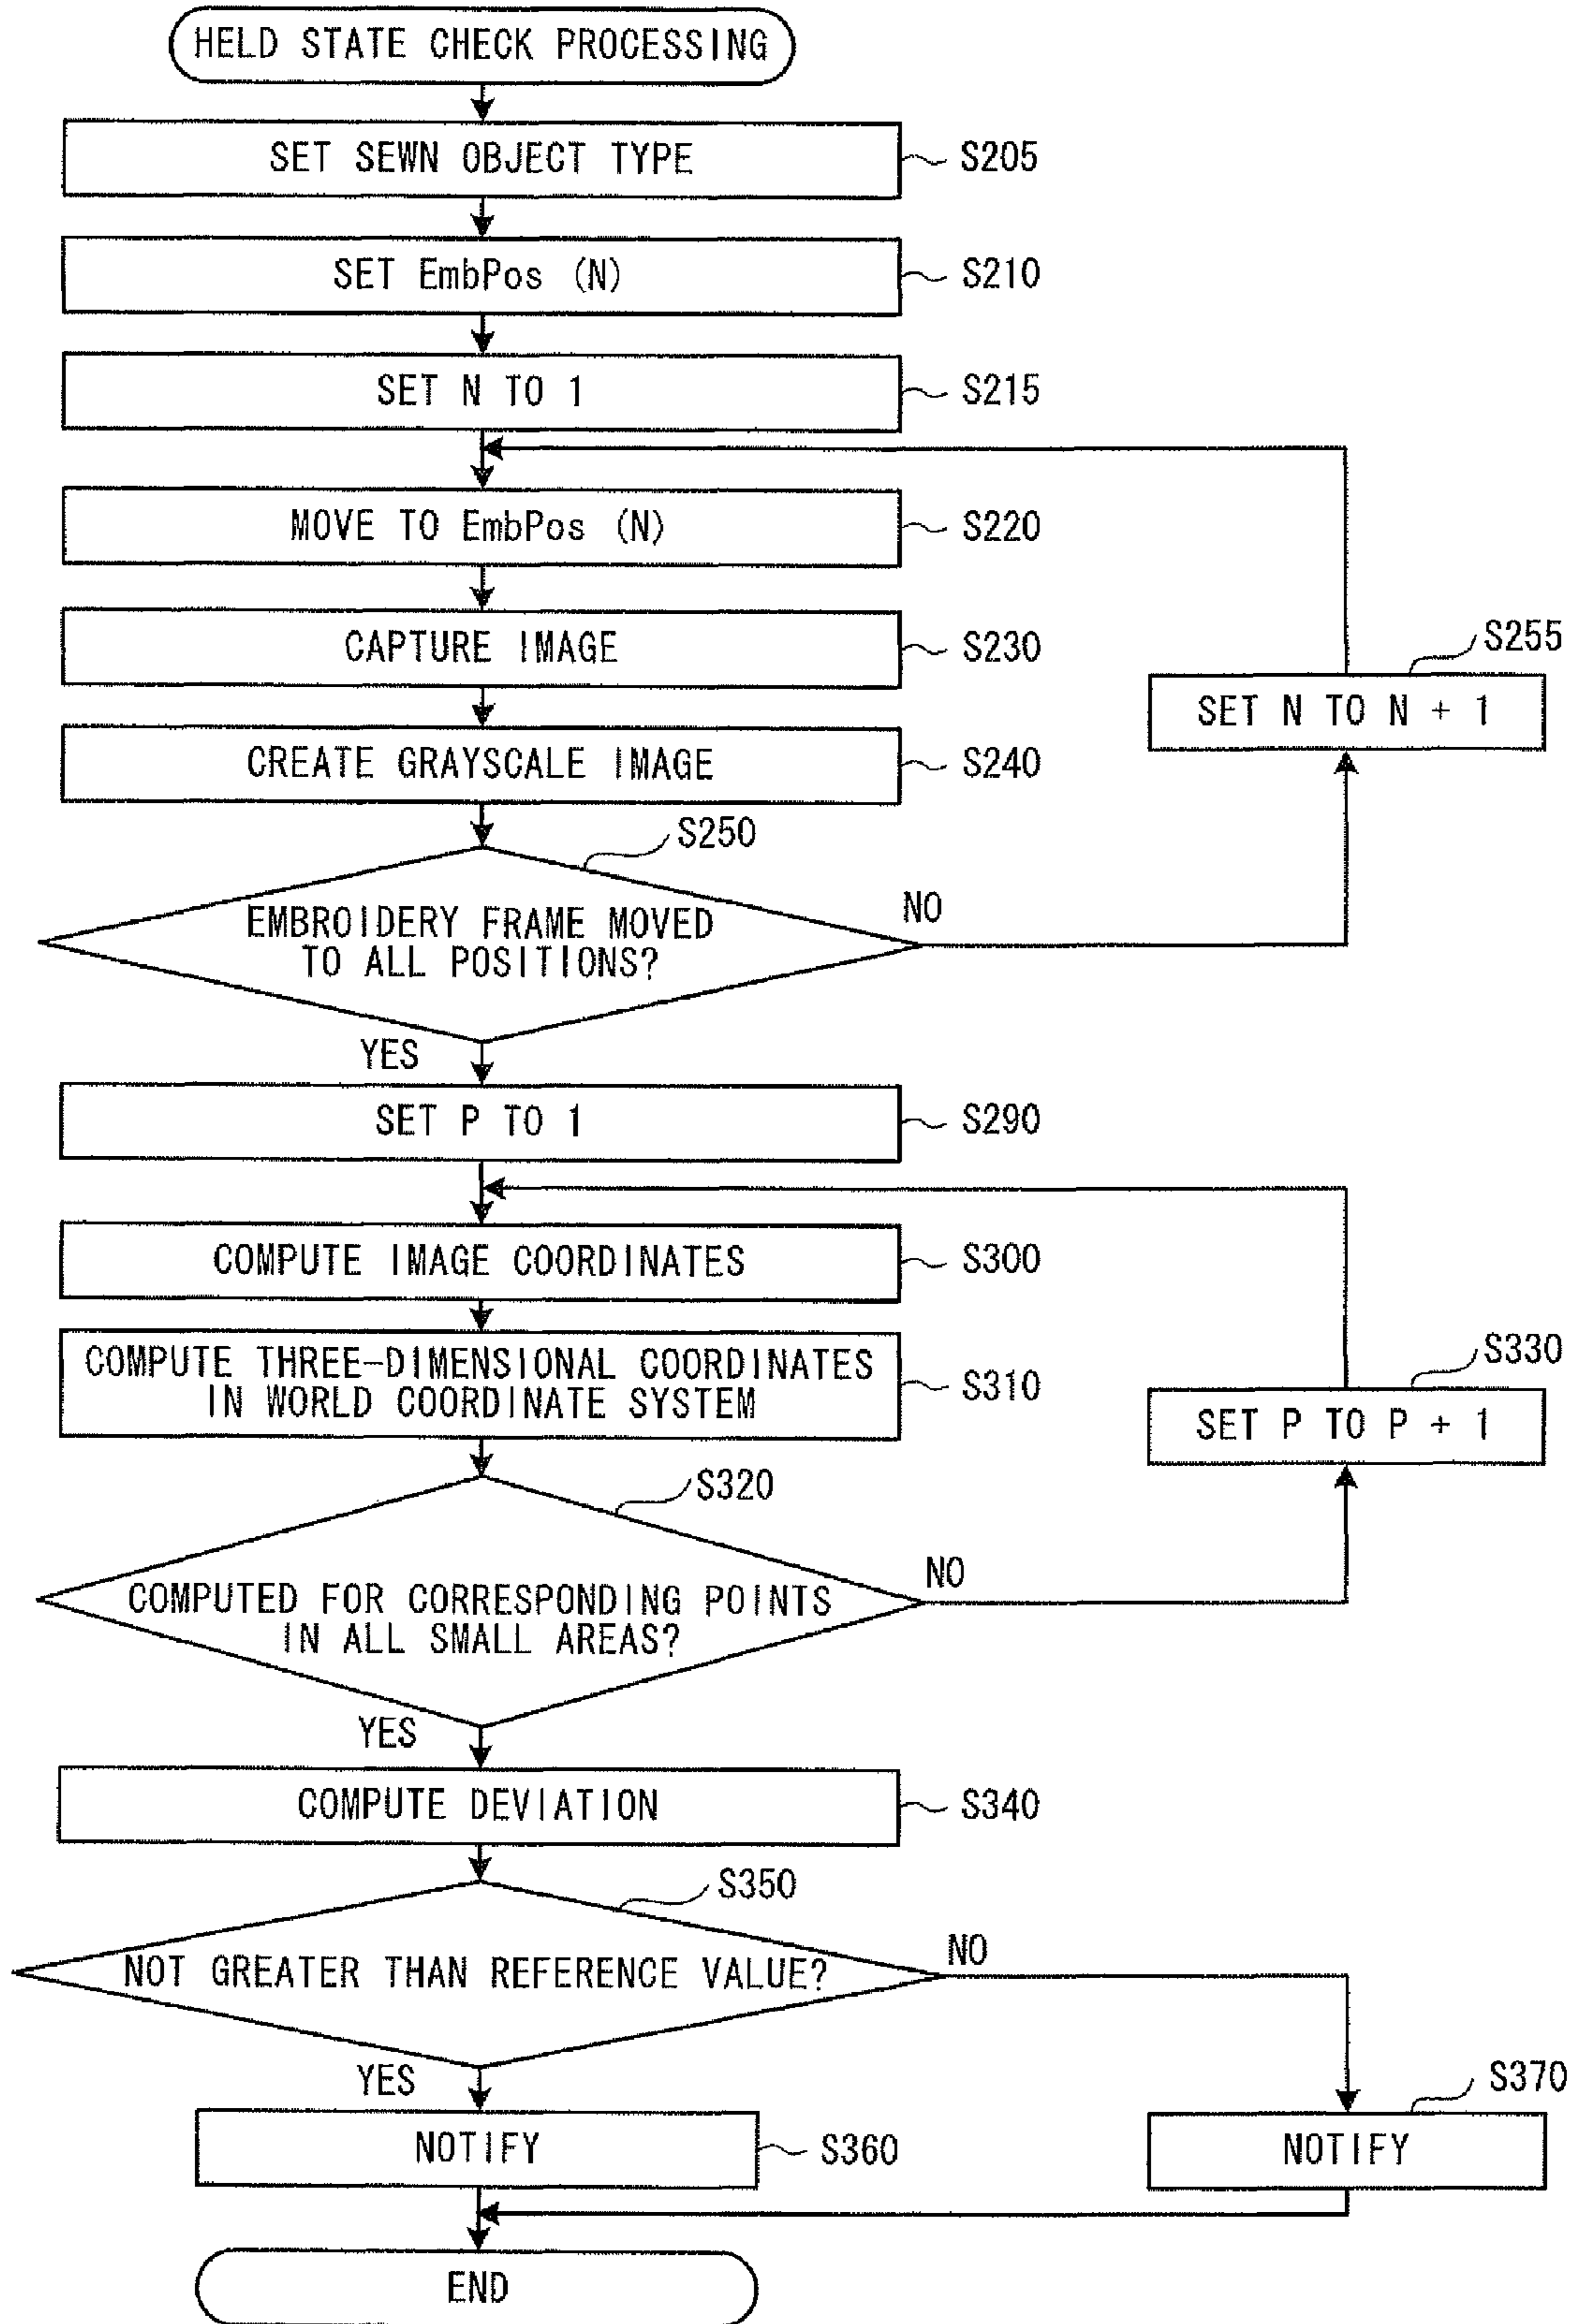 HELD STATE CHECK PROCESSING
SET SEWN OBJECT TYPE
S205
SET EmbPos (N)
S210
SET N TO 1
S215
MOVE TO EmbPos (N)
S220
CAPTURE IMAGE
S230
S255
SET N TO N + 1
CREATE GRAYSCALE IMAGE
S240
S250
EMBROIDERY FRAME MOVED
TO ALL POSITIONS?
NO
YES
SET P TO 1
S290
COMPUTE IMAGE COORDINATES
S300
COMPUTE THREE-DIMENSIONAL COORDINATES
IN WORLD COORDINATE SYSTEM
S310
S330
SET P TO P + 1
S320
COMPUTED FOR CORRESPONDING POINTS
IN ALL SMALL AREAS?
NO
YES
COMPUTE DEVIATION
S340
S350
NOT GREATER THAN REFERENCE VALUE?
NO
YES
NOTIFY
S360
S370
NOTIFY
END